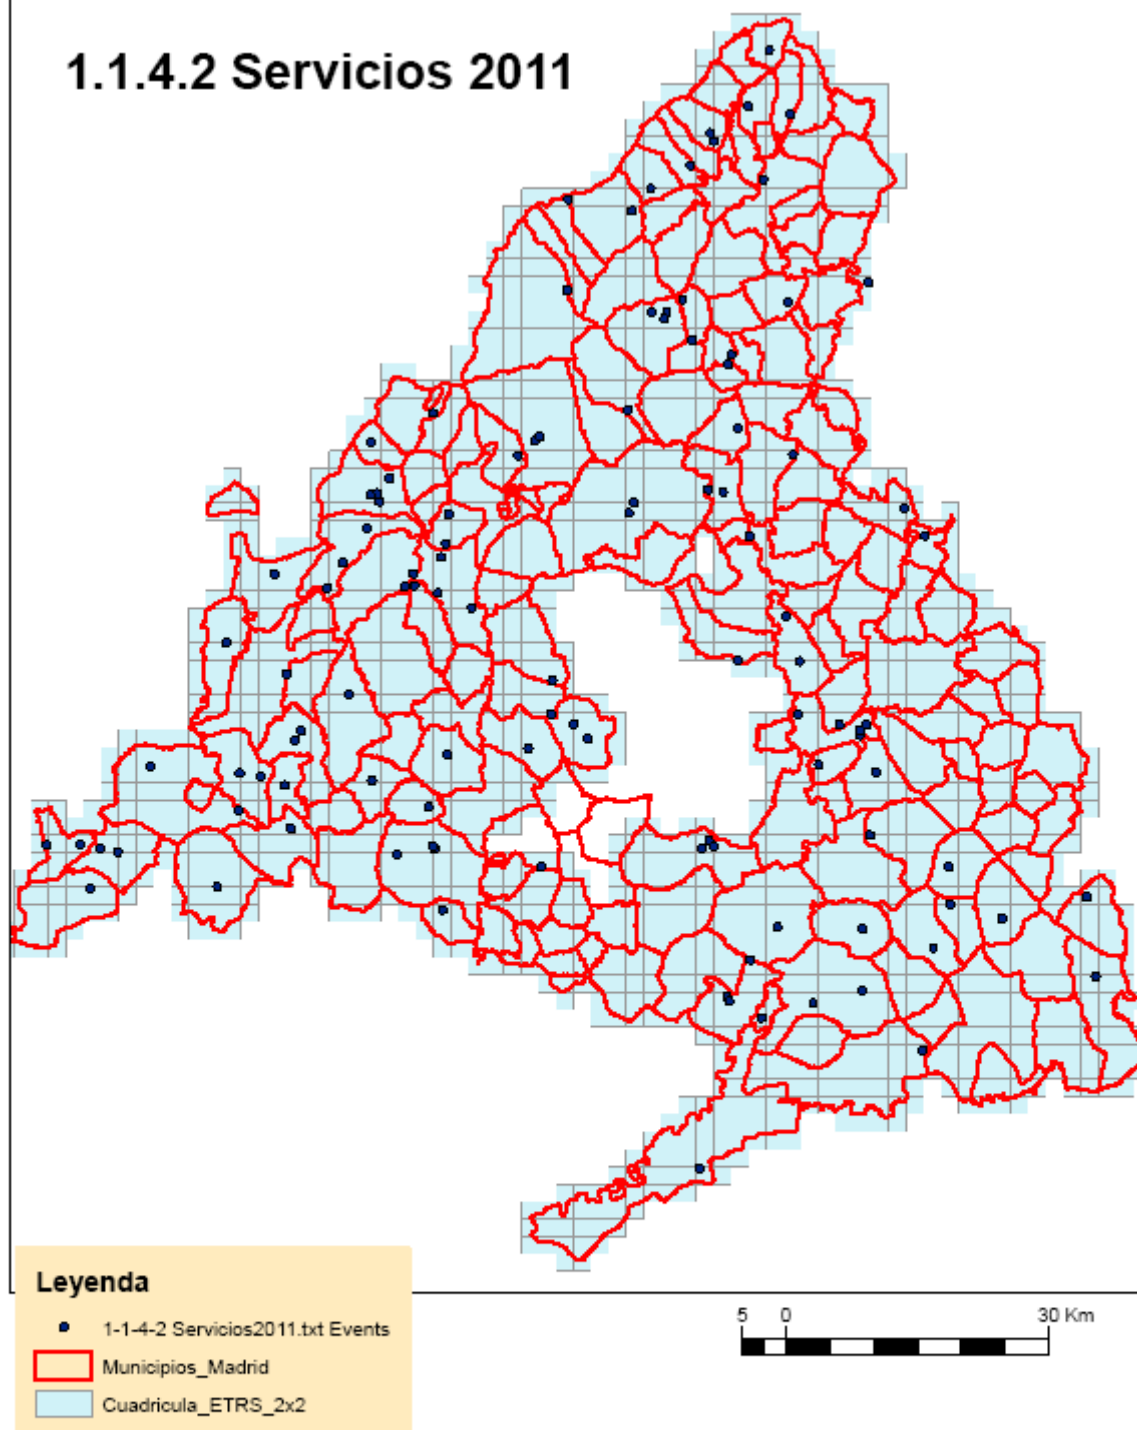 1.1.4.2 Servicios 2011
Leyenda
1-1-4-2 Servicios2011.txt Events
Municipios_Madrid
Cuadricula_ETRS_2x2
5 0 30 Km